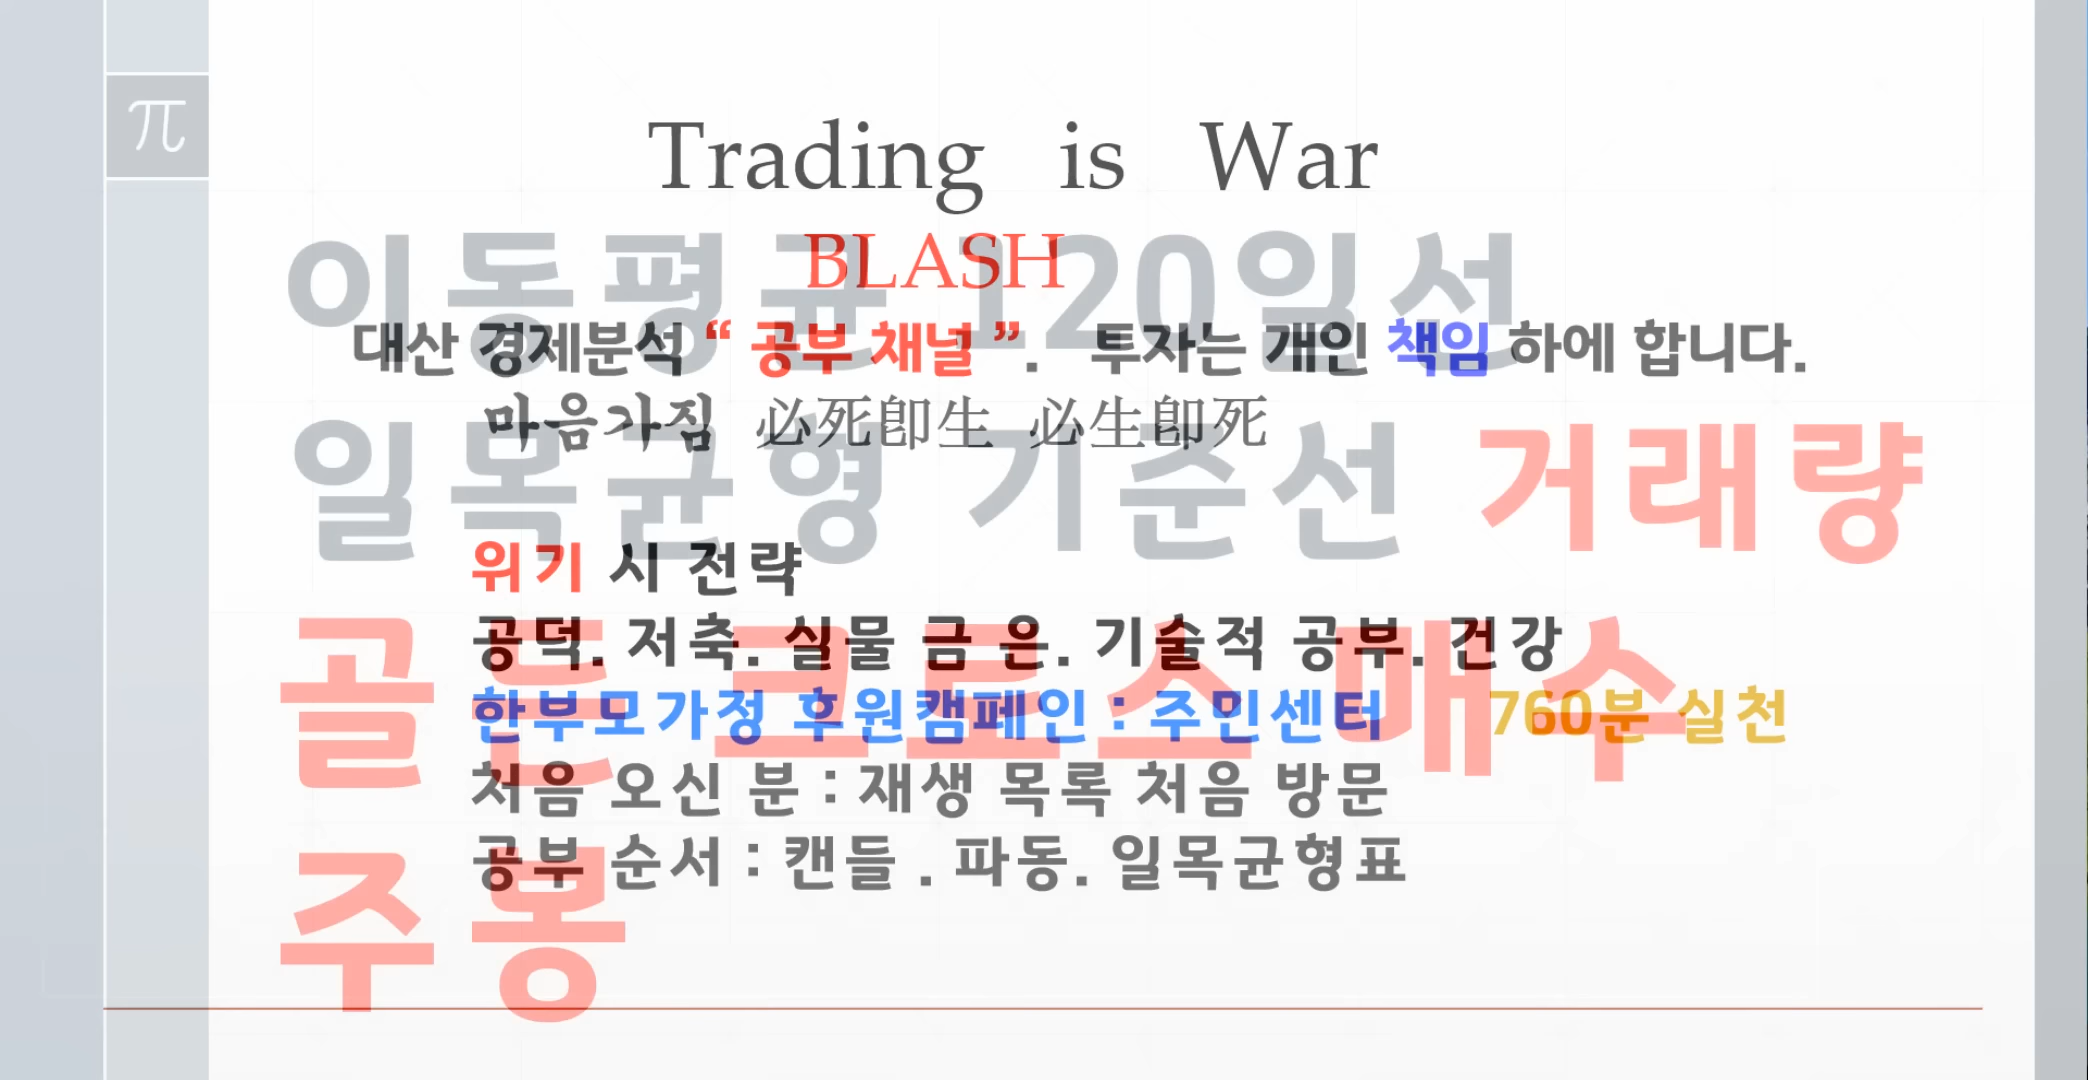 π
Trading is War
BLASH
이동평균 120일선
대산 경제분석 “ 공부 채널 ”. 투자는 개인 책임 하에 합니다.
마음가짐 必死卽生 必生卽死
일목균형 기준선 거래량
위기 시 전략
공덕. 저축. 실물 금 은. 기술적 공부. 건강
골든 크로스 매수
한부모가정 후원캠페인 : 주민센터 760분 실천
처음 오신 분 : 재생 목록 처음 방문
공부 순서 : 캔들 . 파동. 일목균형표
주봉